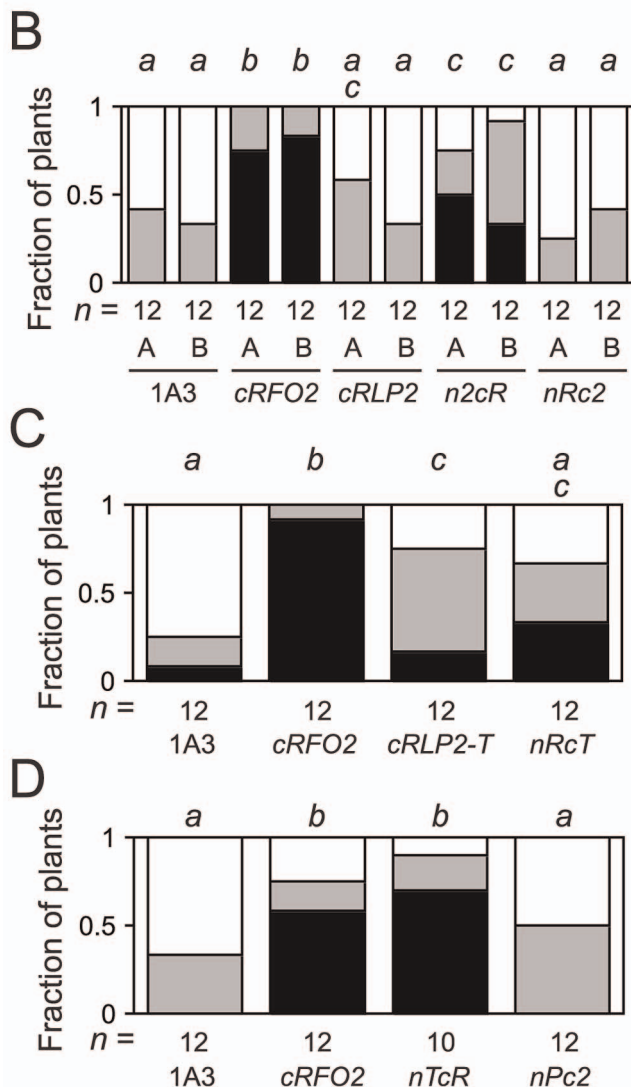 B
a a b b a a c c a a
c
1
0.5
0
Fraction of plants
n = 12 12 12 12 12 12 12 12 12 12
A B A B A B A B A B
1A3 cRFO2 cRLP2 n2cR nRc2
C
a b c a
c
1
0.5
0
Fraction of plants
n = 12 12 12 12
1A3 cRFO2 cRLP2-T nRcT
D
a b b a
1
0.5
0
Fraction of plants
n = 12 12 10 12
1A3 cRFO2 nTcR nPc2